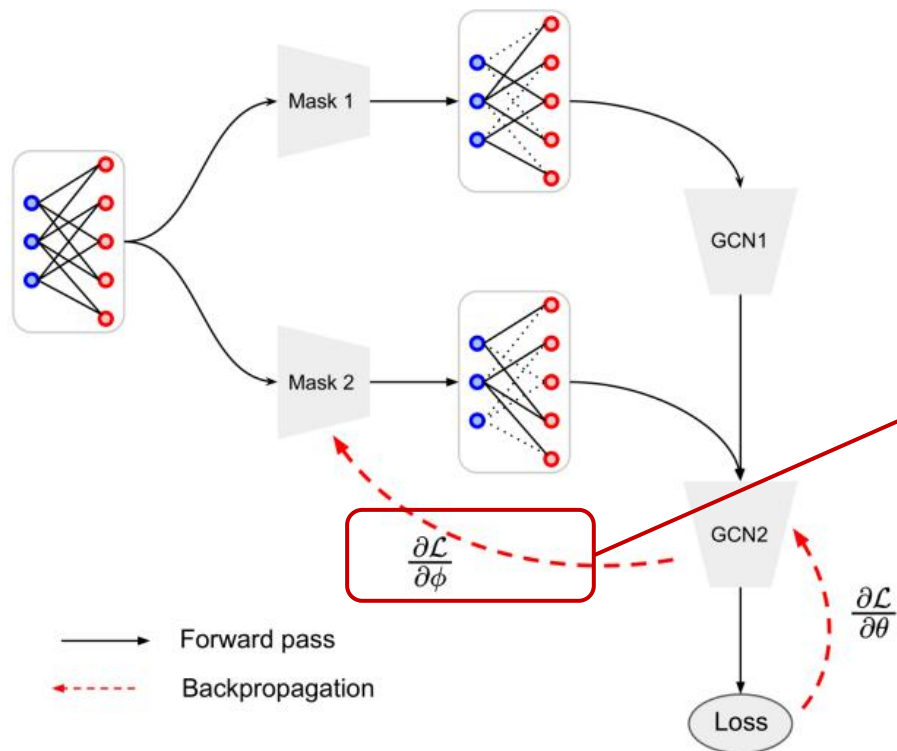 Mask 1
GCN1
Mask 2
GCN2
∂ℒ
∂ϕ
∂ℒ
∂θ
Forward pass
Backpropagation
Loss